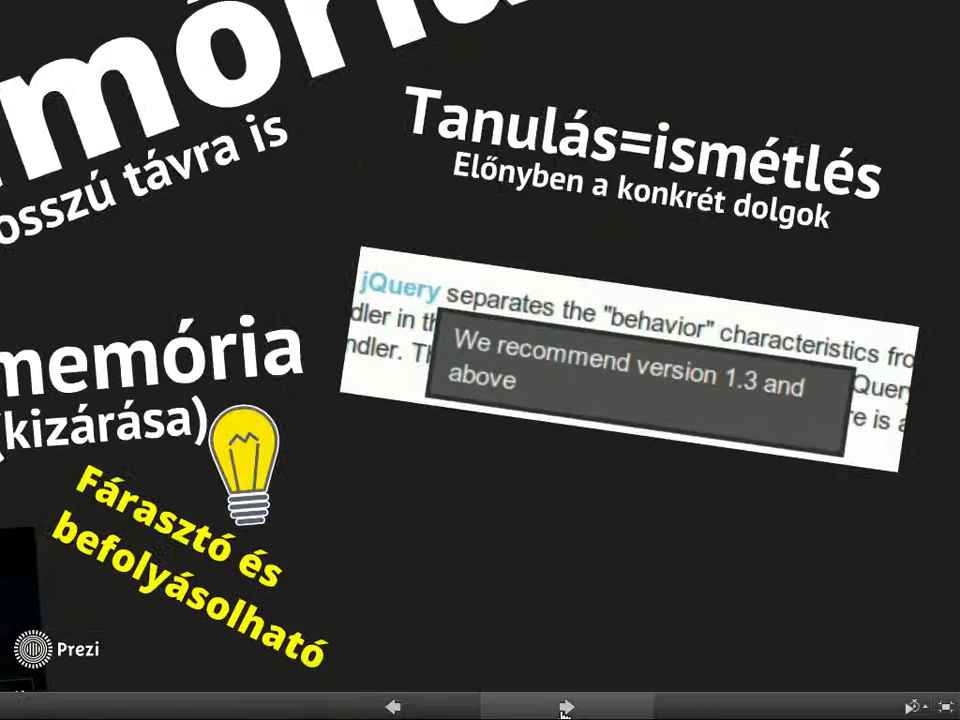 mória
osszú távra is
Tanulás=ismétlés
Előnyben a konkrét dolgok
jQuery separates the "behavior" characteristics fro
dler in th
We recommend version 1.3 and
above
Quer
ndler. Th
re is a
memória
(kizárása)
Fárasztó és
befolyásolható
Prezi